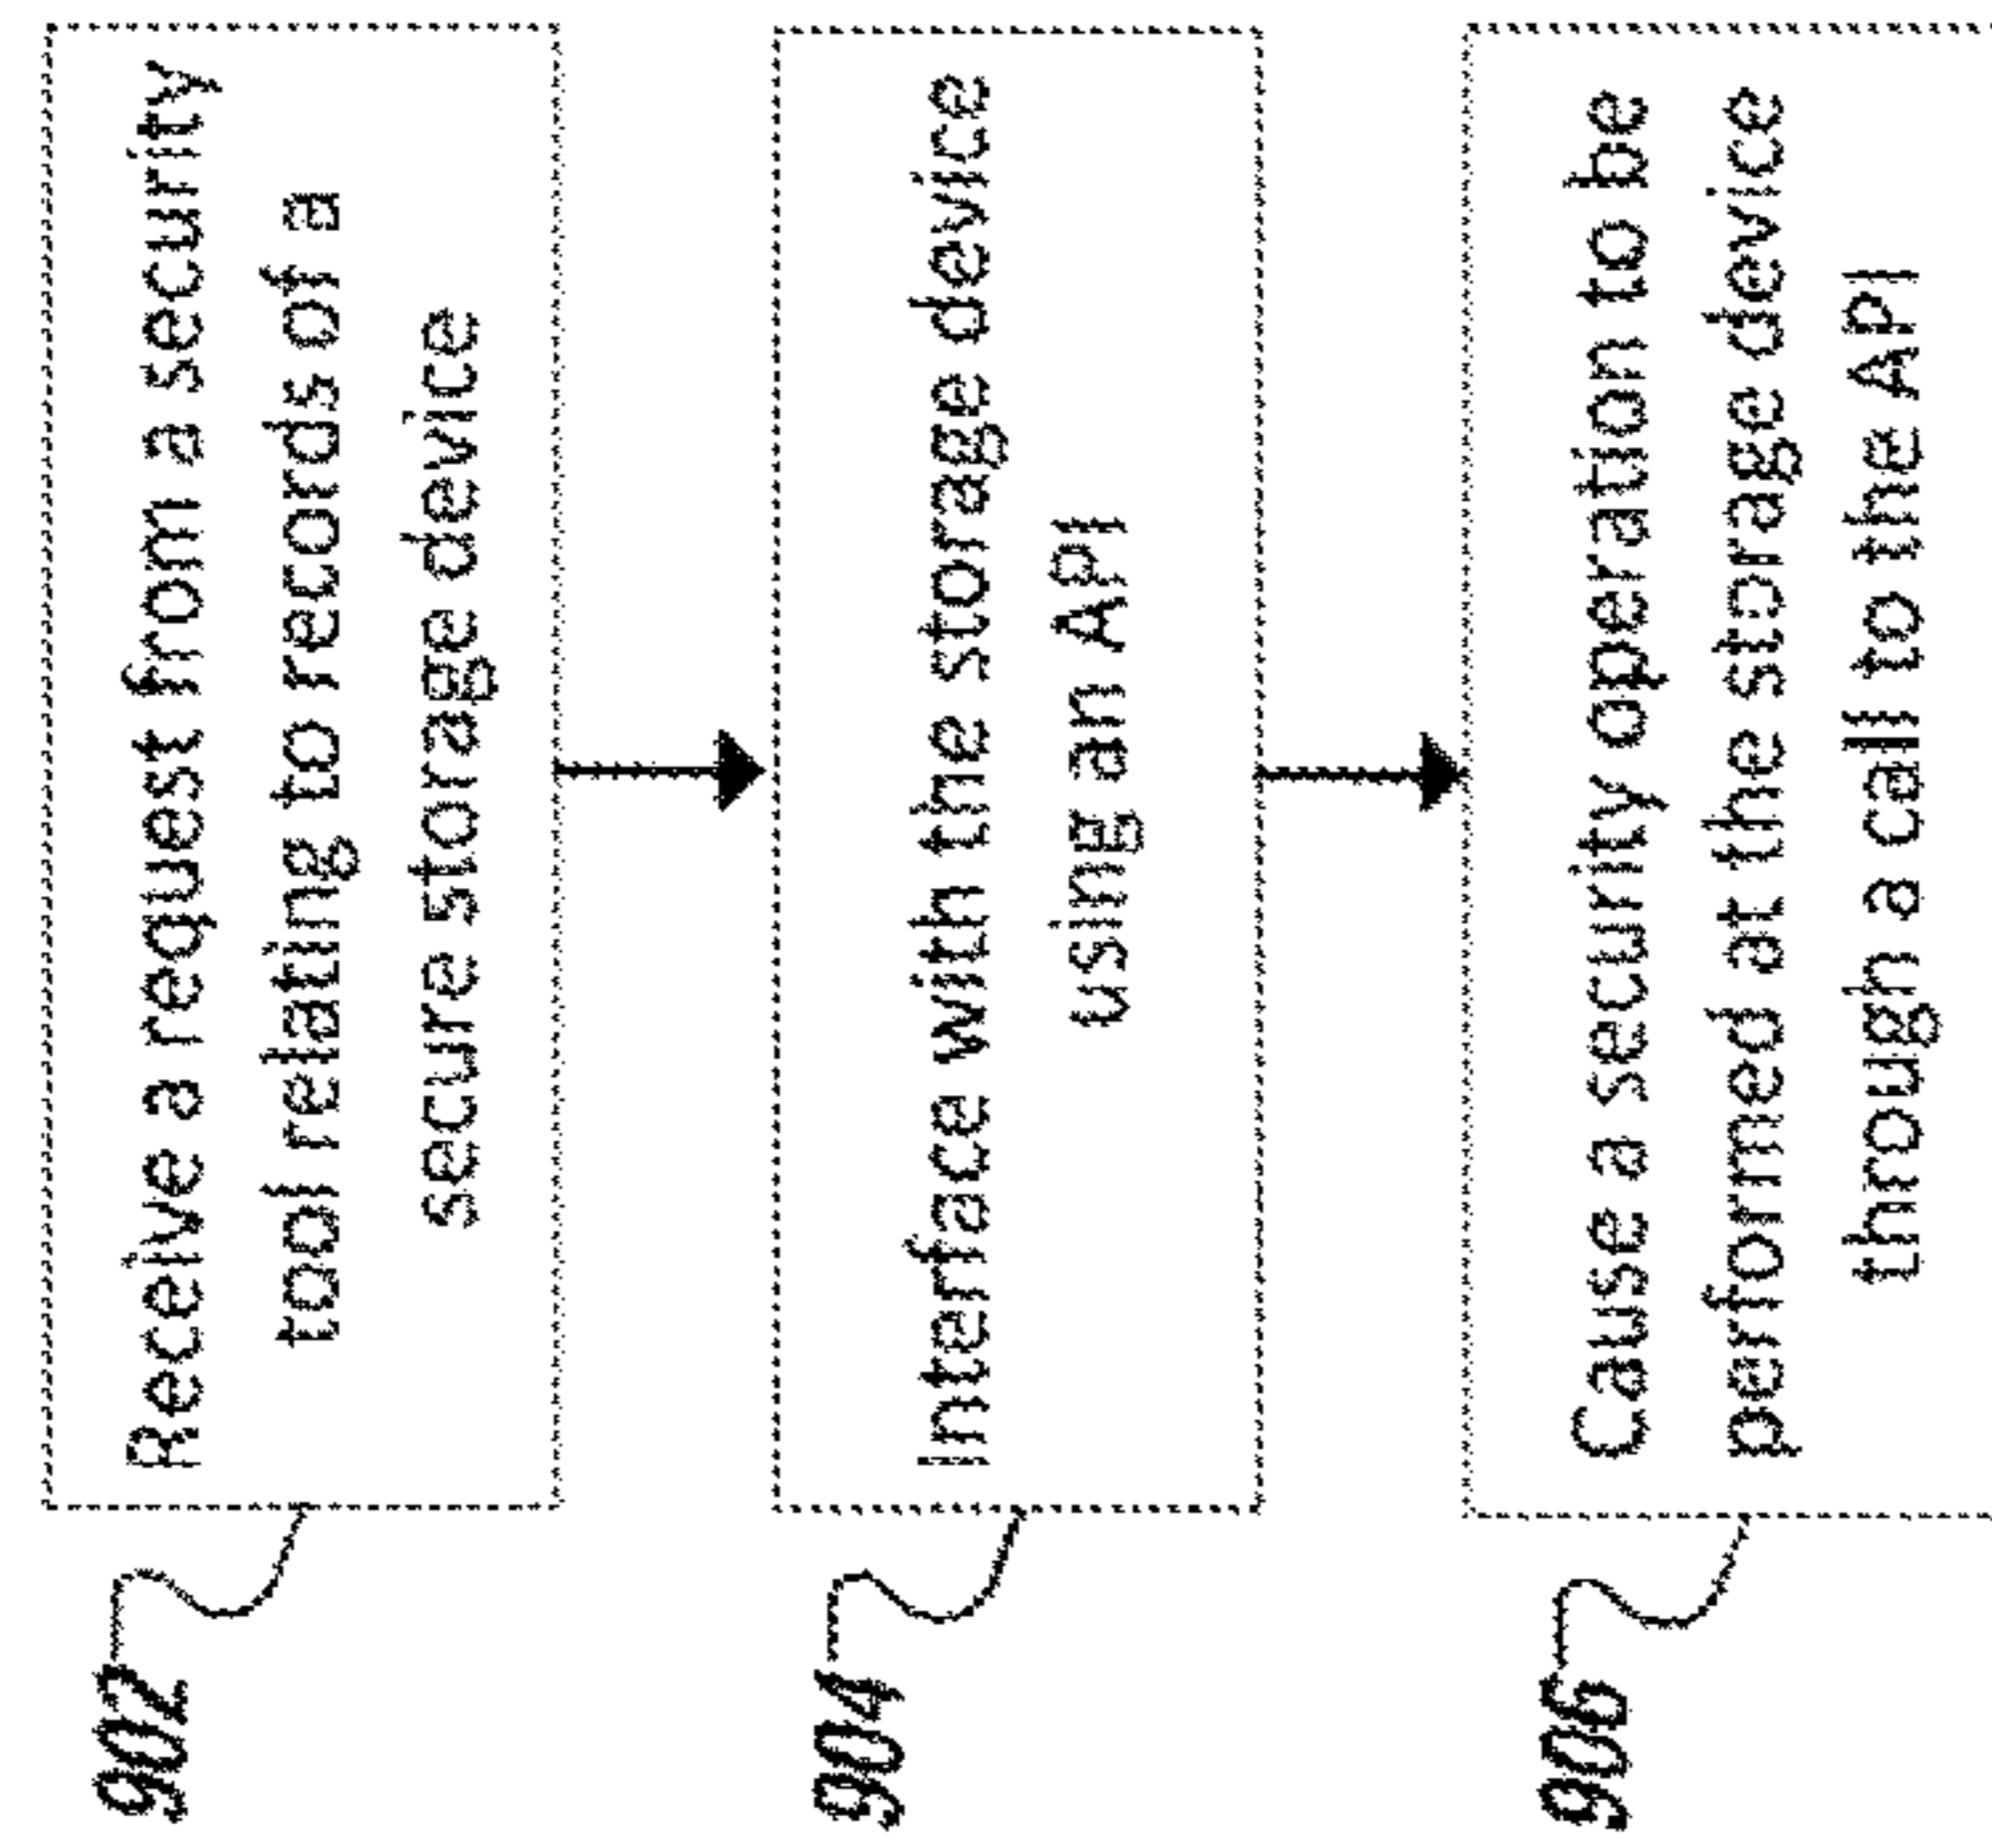 902
Receive a request from a security
tool relating to records of a
secure storage device
904
Interface with the storage device
using an API
906
Cause a security operation to be
performed at the storage device
through a call to the API